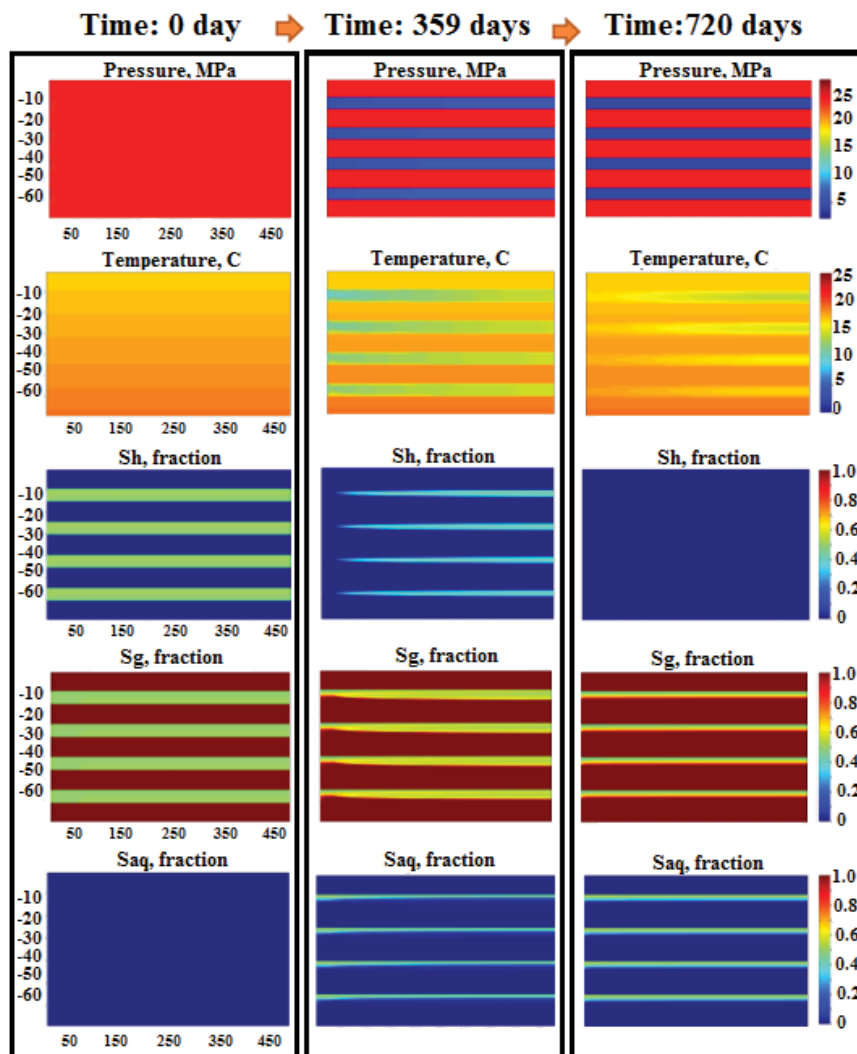 Time: 0 day
Time: 359 days
Time:720 days
Pressure, MPa
Pressure, MPa
Pressure, MPa
-10
-20
-30
-40
-50
-60
50 150 250 350 450
25
20
15
10
5
Temperature, C
Temperature, C
Temperature, C
-10
-20
-30
-40
-50
-60
50 150 250 350 450
25
20
15
10
5
0
Sh, fraction
Sh, fraction
Sh, fraction
-10
-20
-30
-40
-50
-60
50 150 250 350 450
1.0
0.8
0.6
0.4
0.2
0
Sg, fraction
Sg, fraction
Sg, fraction
-10
-20
-30
-40
-50
-60
50 150 250 350 450
1.0
0.8
0.6
0.4
0.2
0
Saq, fraction
Saq, fraction
Saq, fraction
-10
-20
-30
-40
-50
-60
50 150 250 350 450
1.0
0.8
0.6
0.4
0.2
0